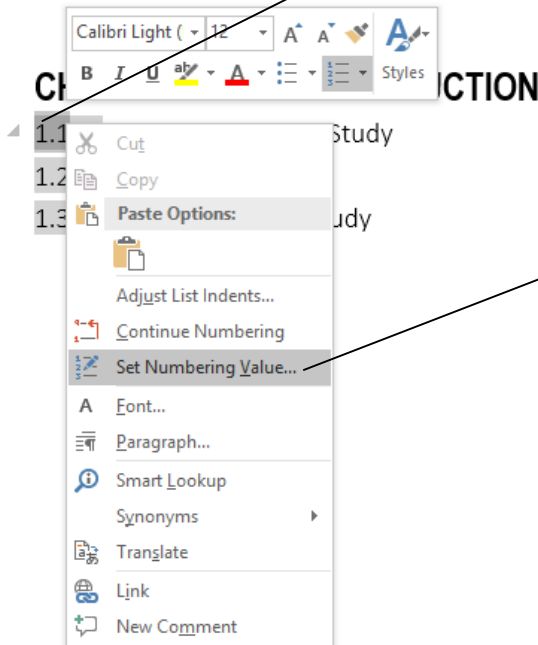 Calibri Light ( 12 A A A
B I U aby A Styles
CH UCTION
1.1 Study
1.2
1.3 udy
Cut
Copy
Paste Options:
Adjust List Indents...
Continue Numbering
Set Numbering Value...
A Font...
Paragraph...
Smart Lookup
Synonyms
Translate
Link
New Comment